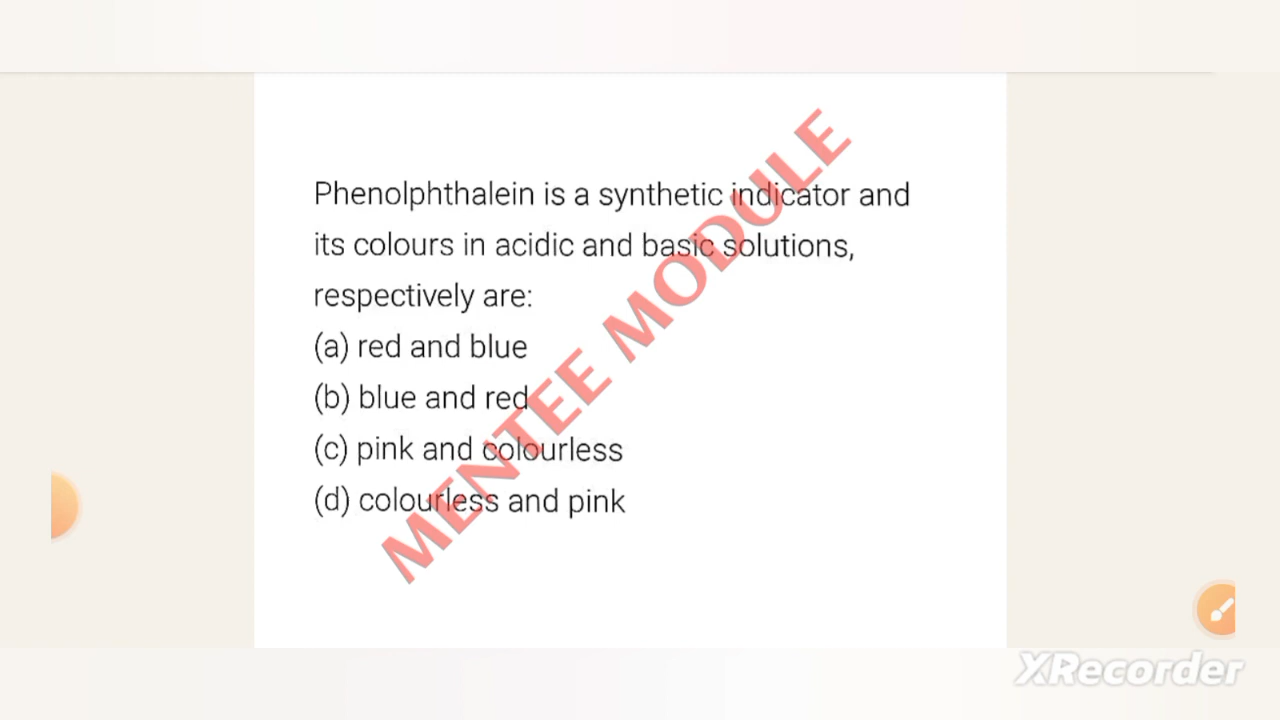 Phenolphthalein is a synthetic indicator and
its colours in acidic and basic solutions,
respectively are:
(a) red and blue
(b) blue and red
(c) pink and colourless
(d) colourless and pink
MENTEE MODULE
XRecorder